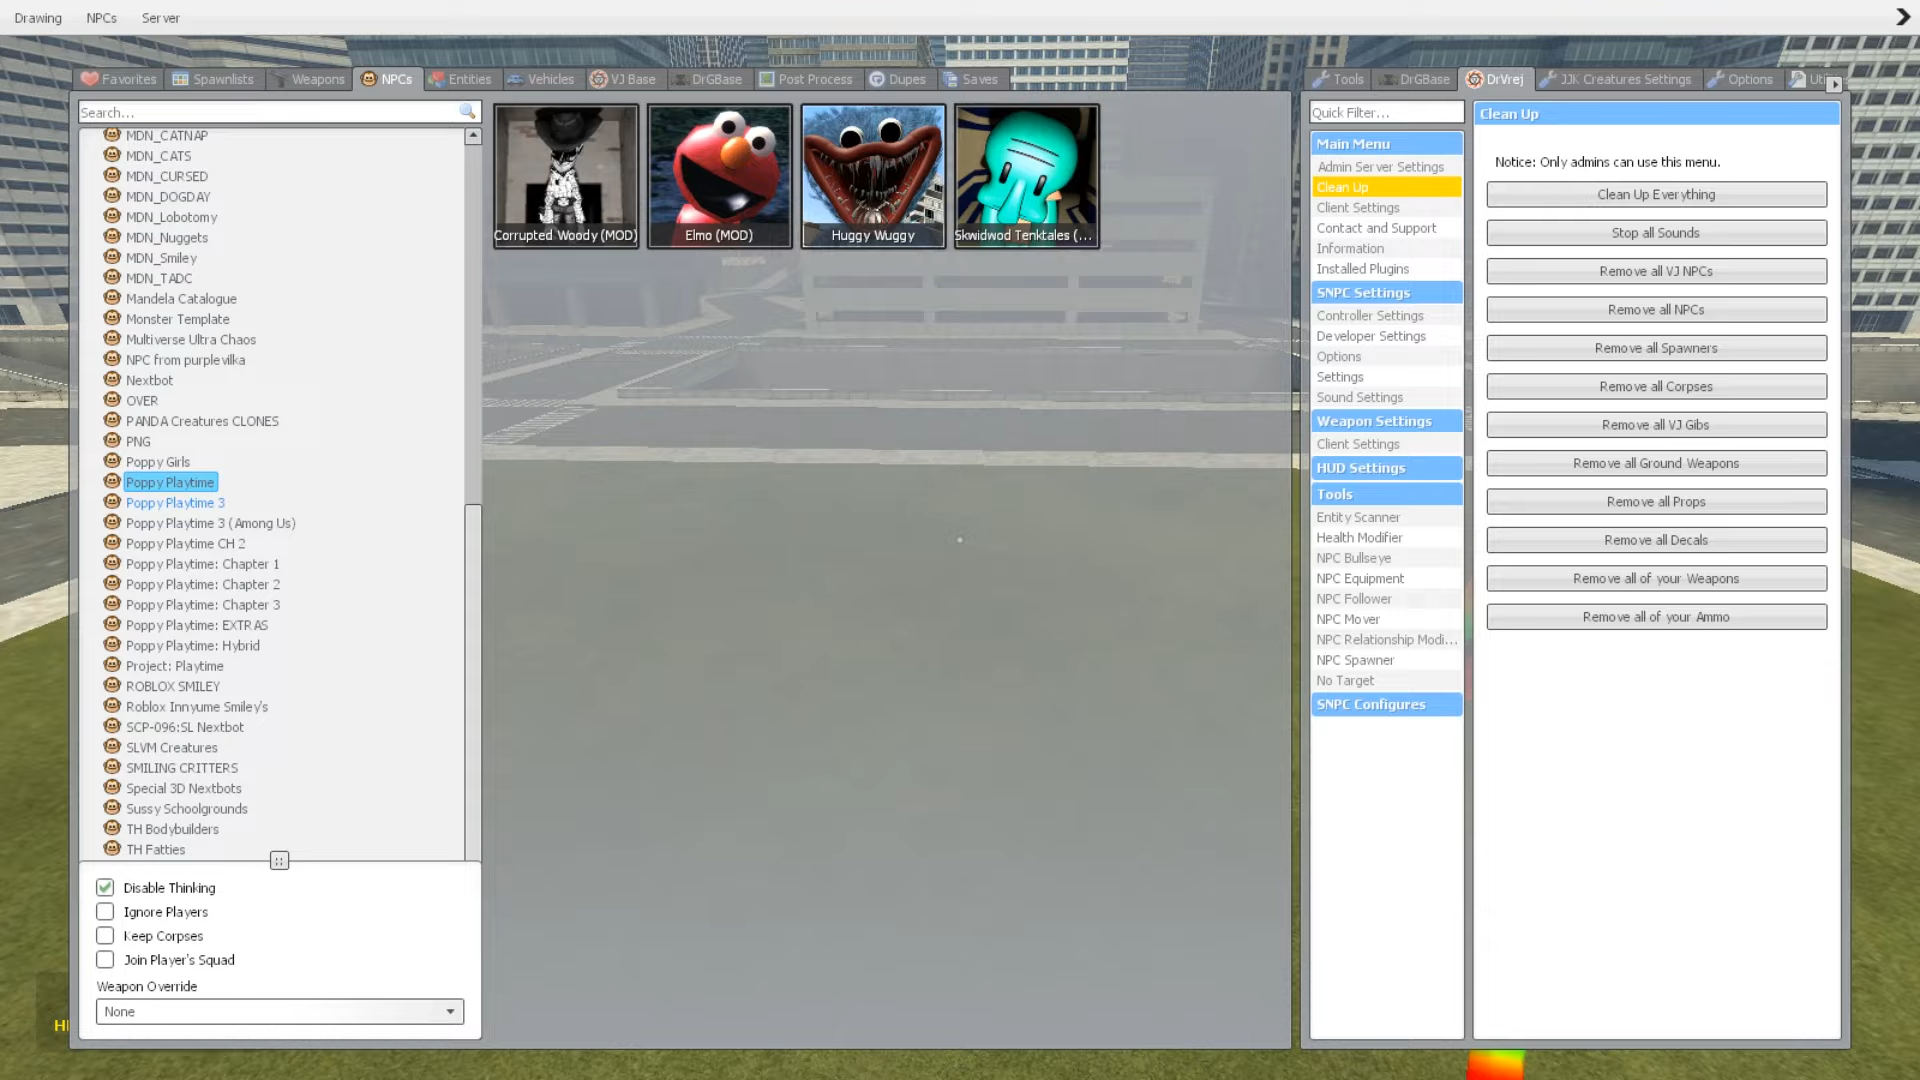 Drawing NPCs Server
Favorites Spawnlists Weapons NPCs Entities Vehicles VJ Base DrGBase Post Process Dupes Saves
Search...
MDN_CATNAP
MDN_CATS
MDN_CURSED
MDN_DOGDAY
MDN_Lobotomy
MDN_Nuggets
MDN_Smiley
MDN_TADC
Mandela Catalogue
Monster Template
Multiverse Ultra Chaos
NPC from purplevilka
Nextbot
OVER
PANDA Creatures CLONES
PNG
Poppy Girls
Poppy Playtime
Poppy Playtime 3
Poppy Playtime 3 (Among Us)
Poppy Playtime CH 2
Poppy Playtime: Chapter 1
Poppy Playtime: Chapter 2
Poppy Playtime: Chapter 3
Poppy Playtime: EXTRAS
Poppy Playtime: Hybrid
Project: Playtime
ROBLOX SMILEY
Roblox Innyume Smiley's
SCP-096:SL Nextbot
SLVM Creatures
SMILING CRITTERS
Special 3D Nextbots
Sussy Schoolgrounds
TH Bodybuilders
TH Fatties
Disable Thinking
Ignore Players
Keep Corpses
Join Player's Squad
Weapon Override
None
Corrupted Woody (MOD)
Elmo (MOD)
Huggy Wuggy
Skwidwod Tenktales (...
Tools DrGBase DrVrej JJK Creatures Settings Options
Quick Filter...
Main Menu
Admin Server Settings
Clean Up
Client Settings
Contact and Support
Information
Installed Plugins
SNPC Settings
Controller Settings
Developer Settings
Options
Settings
Sound Settings
Weapon Settings
Client Settings
HUD Settings
Tools
Entity Scanner
Health Modifier
NPC Bullseye
NPC Equipment
NPC Follower
NPC Mover
NPC Relationship Modi...
NPC Spawner
No Target
SNPC Configures
Clean Up
Notice: Only admins can use this menu.
Clean Up Everything
Stop all Sounds
Remove all VJ NPCs
Remove all NPCs
Remove all Spawners
Remove all Corpses
Remove all VJ Gibs
Remove all Ground Weapons
Remove all Props
Remove all Decals
Remove all of your Weapons
Remove all of your Ammo